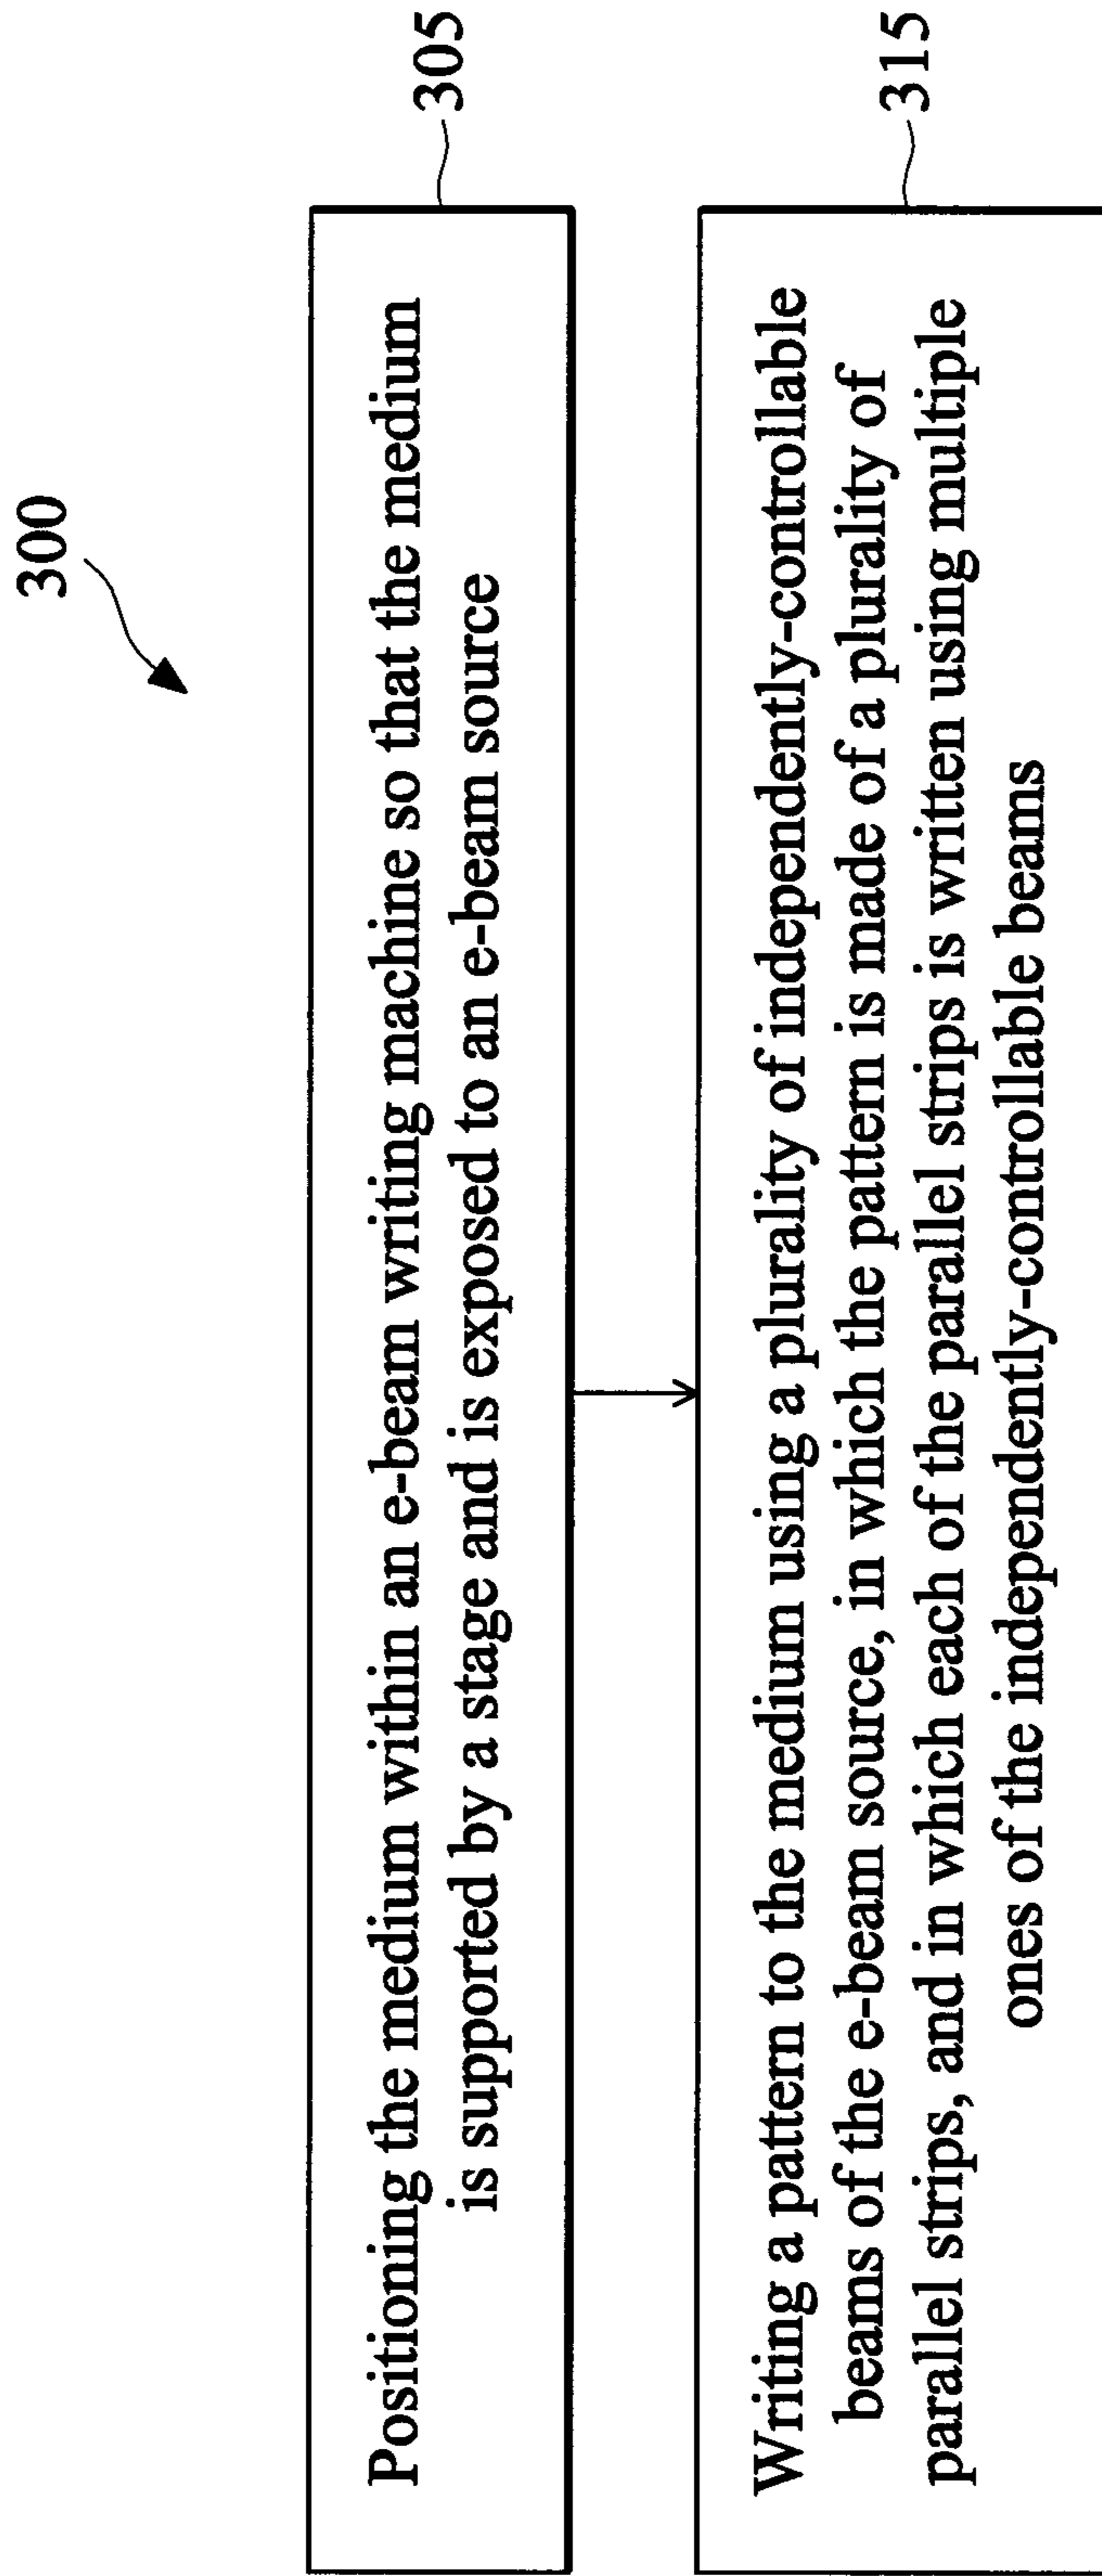 300
Positioning the medium within an e-beam writing machine so that the medium
is supported by a stage and is exposed to an e-beam source
305
Writing a pattern to the medium using a plurality of independently-controllable
beams of the e-beam source, in which the pattern is made of a plurality of
parallel strips, and in which each of the parallel strips is written using multiple
ones of the independently-controllable beams
315